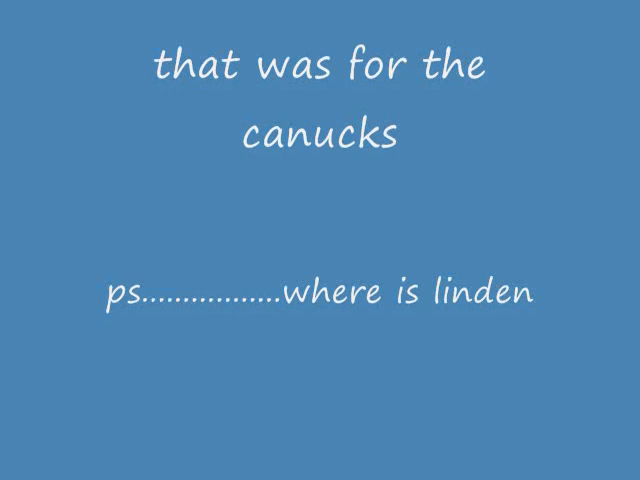 that was for the
canucks
ps.................where is linden